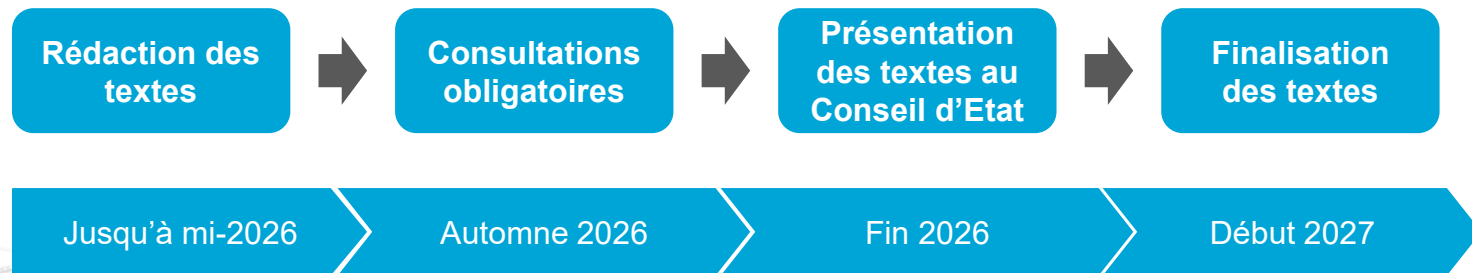 Rédaction des
textes
Consultations
obligatoires
Présentation
des textes au
Conseil d’Etat
Finalisation
des textes
Jusqu’à mi-2026
Automne 2026
Fin 2026
Début 2027